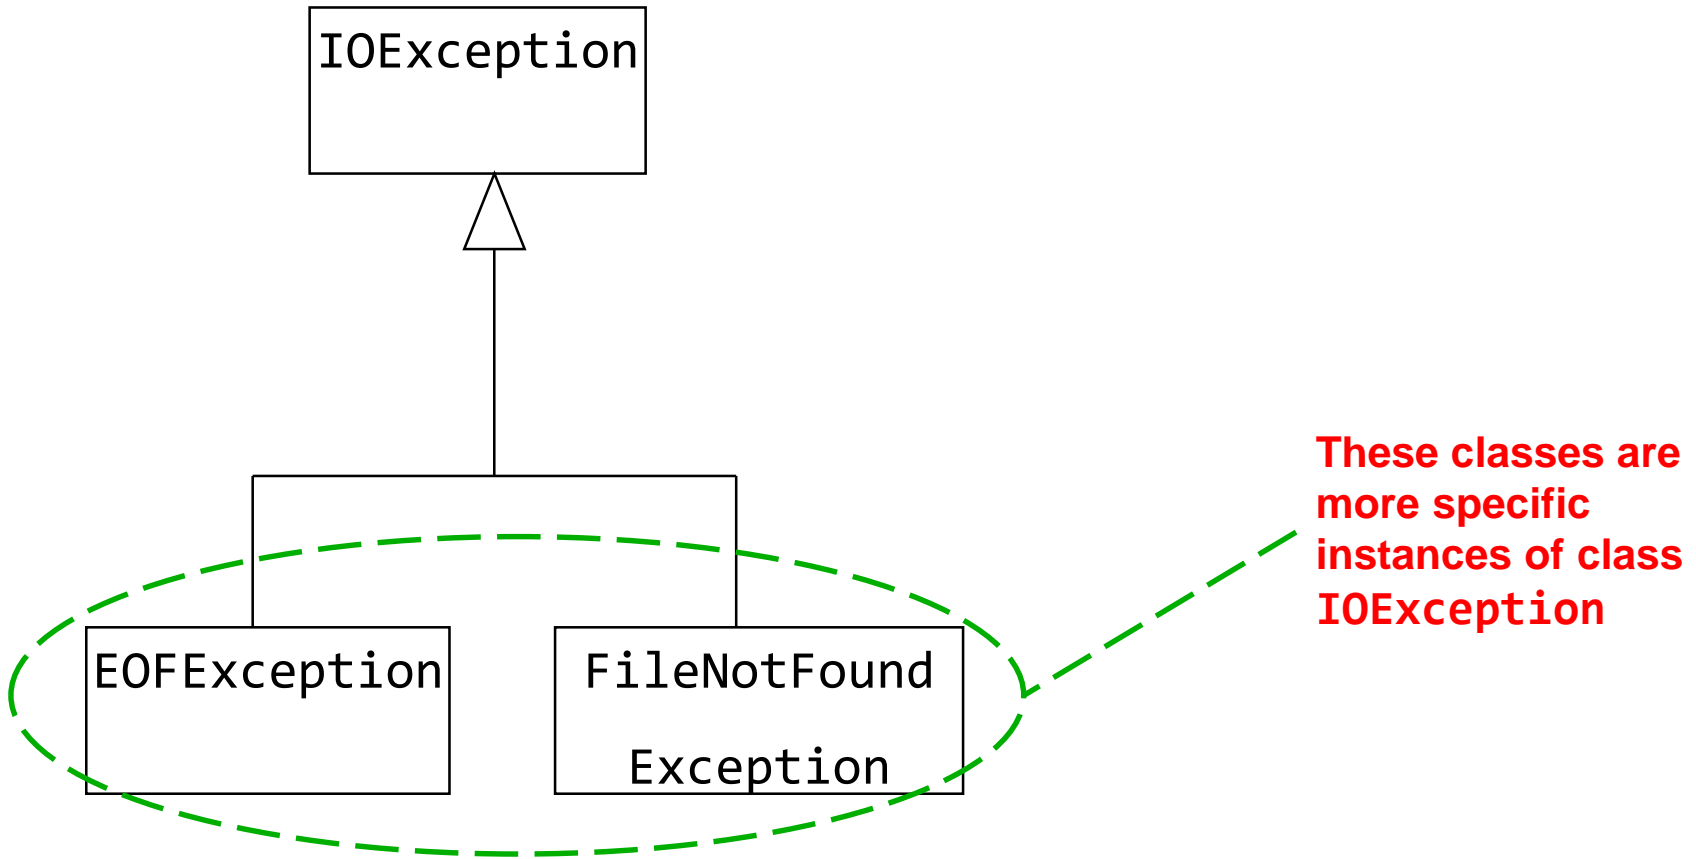 IOException
These classes are
more specific
instances of class
IOException
EOFException
FileNotFound
Exception